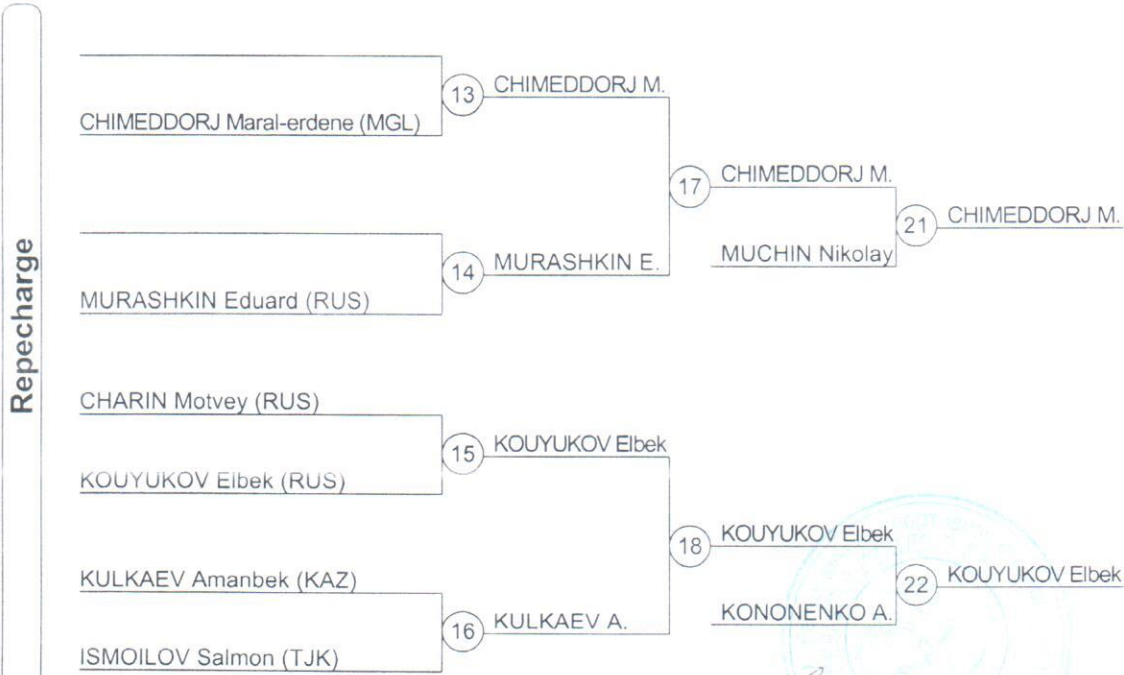 Repecharge
13 CHIMEDDORJ M.
CHIMEDDORJ Maral-erdene (MGL)
17 CHIMEDDORJ M.
21 CHIMEDDORJ M.
14 MURASHKIN E.
MUCHIN Nikolay
MURASHKIN Eduard (RUS)
CHARIN Motvey (RUS)
15 KOUYUKOV Elbek
KOUYUKOV Elbek (RUS)
18 KOUYUKOV Elbek
22 KOUYUKOV Elbek
KULKAEV Amanbek (KAZ)
16 KULKAEV A.
KONONENKO A.
ISMOILOV Salmon (TJK)